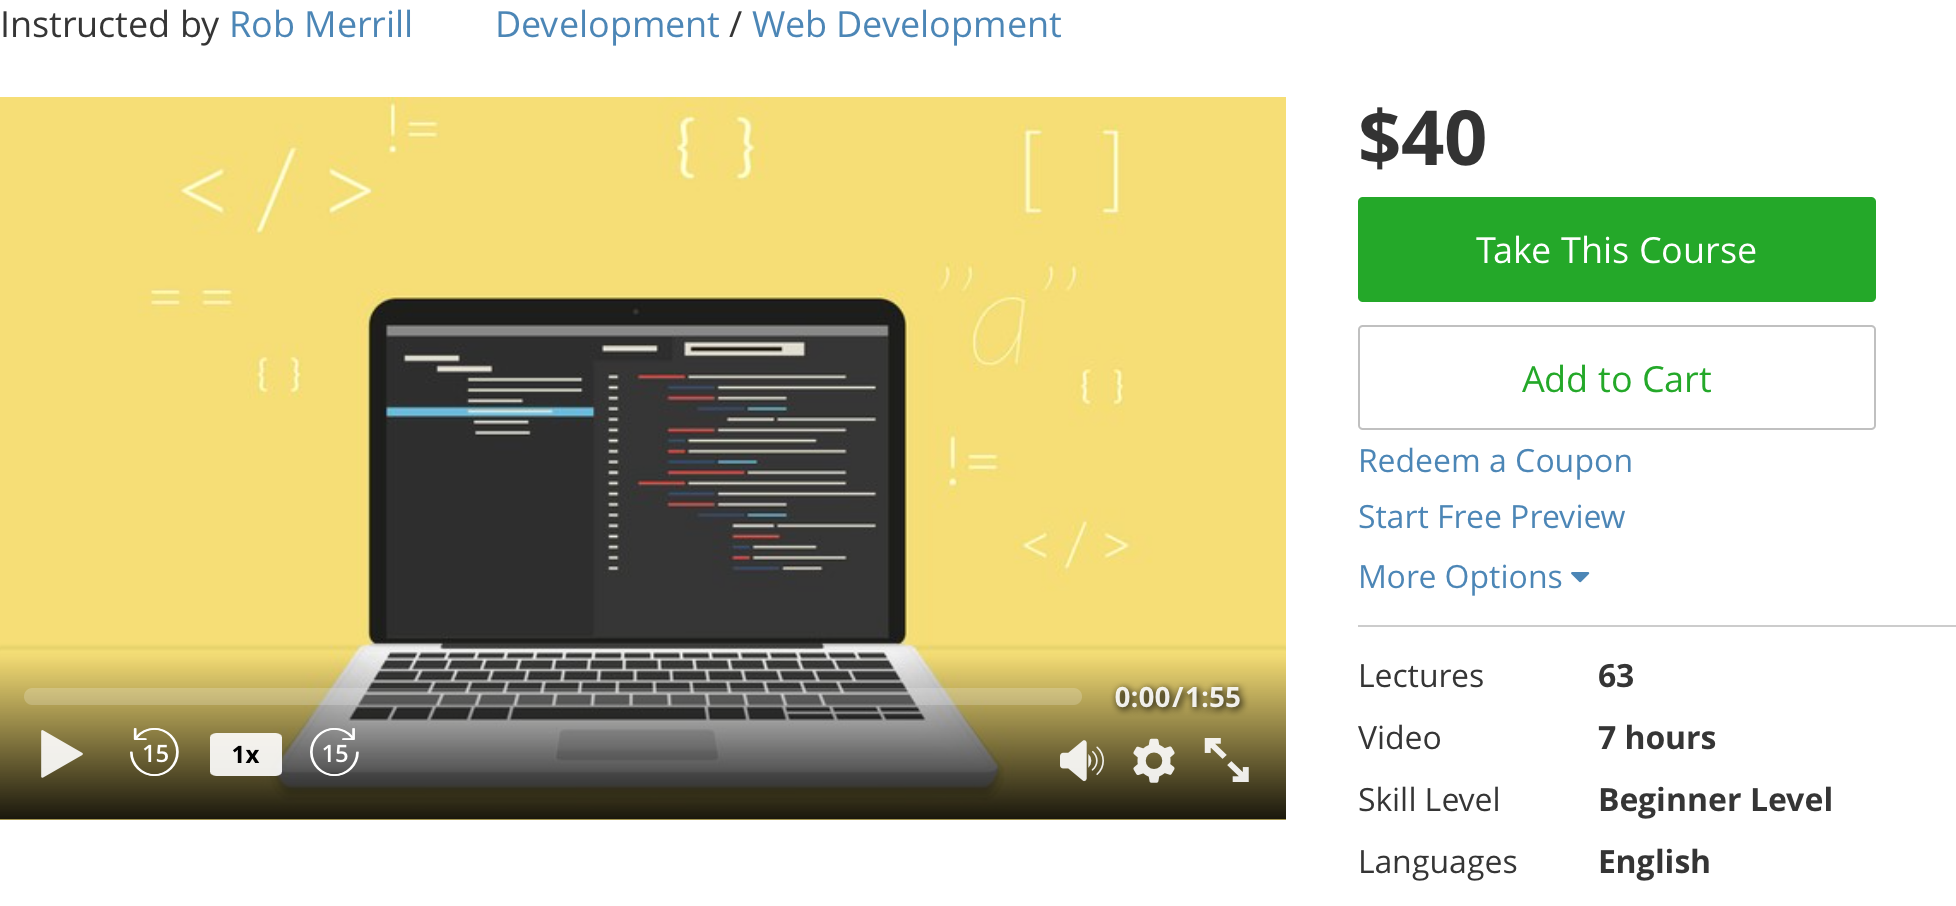 Instructed by Rob Merrill Development / Web Development
!=
{ }
[ ]
< / >
= =
" a "
{ }
{ }
!=
< / >
0:00/1:55
15 1x 15
$40
Take This Course
Add to Cart
Redeem a Coupon
Start Free Preview
More Options
Lectures 63
Video 7 hours
Skill Level Beginner Level
Languages English